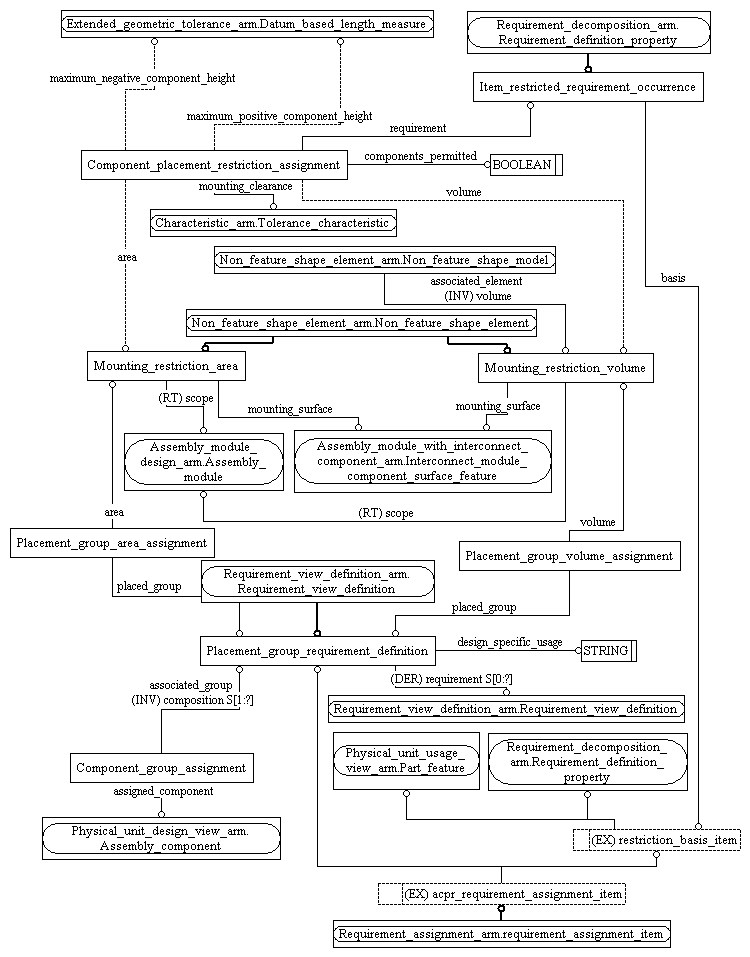 Extended_geometric_tolerance_arm.Datum_based_length_measure
Requirement_decomposition_arm.
Requirement_definition_property
maximum_negative_component_height
Item_restricted_requirement_occurrence
maximum_positive_component_height
requirement
Component_placement_restriction_assignment
components_permitted
BOOLEAN
mounting_clearance
volume
Characteristic_arm.Tolerance_characteristic
area
Non_feature_shape_element_arm.Non_feature_shape_model
basis
associated_element
(INV) volume
Non_feature_shape_element_arm.Non_feature_shape_element
Mounting_restriction_area
Mounting_restriction_volume
(RT) scope
mounting_surface
mounting_surface
Assembly_module_
design_arm.Assembly_
module
Assembly_module_with_interconnect_
component_arm.Interconnect_module_
component_surface_feature
area
(RT) scope
volume
Placement_group_area_assignment
Placement_group_volume_assignment
placed_group
Requirement_view_definition_arm.
Requirement_view_definition
placed_group
Placement_group_requirement_definition
design_specific_usage
STRING
associated_group
(INV) composition S[1:?]
(DER) requirement S[0:?]
Requirement_view_definition_arm.Requirement_view_definition
Component_group_assignment
Physical_unit_usage_
view_arm.Part_feature
Requirement_decomposition_
arm.Requirement_definition_
property
assigned_component
Physical_unit_design_view_arm.
Assembly_component
(EX) restriction_basis_item
(EX) acpr_requirement_assignment_item
Requirement_assignment_arm.requirement_assignment_item